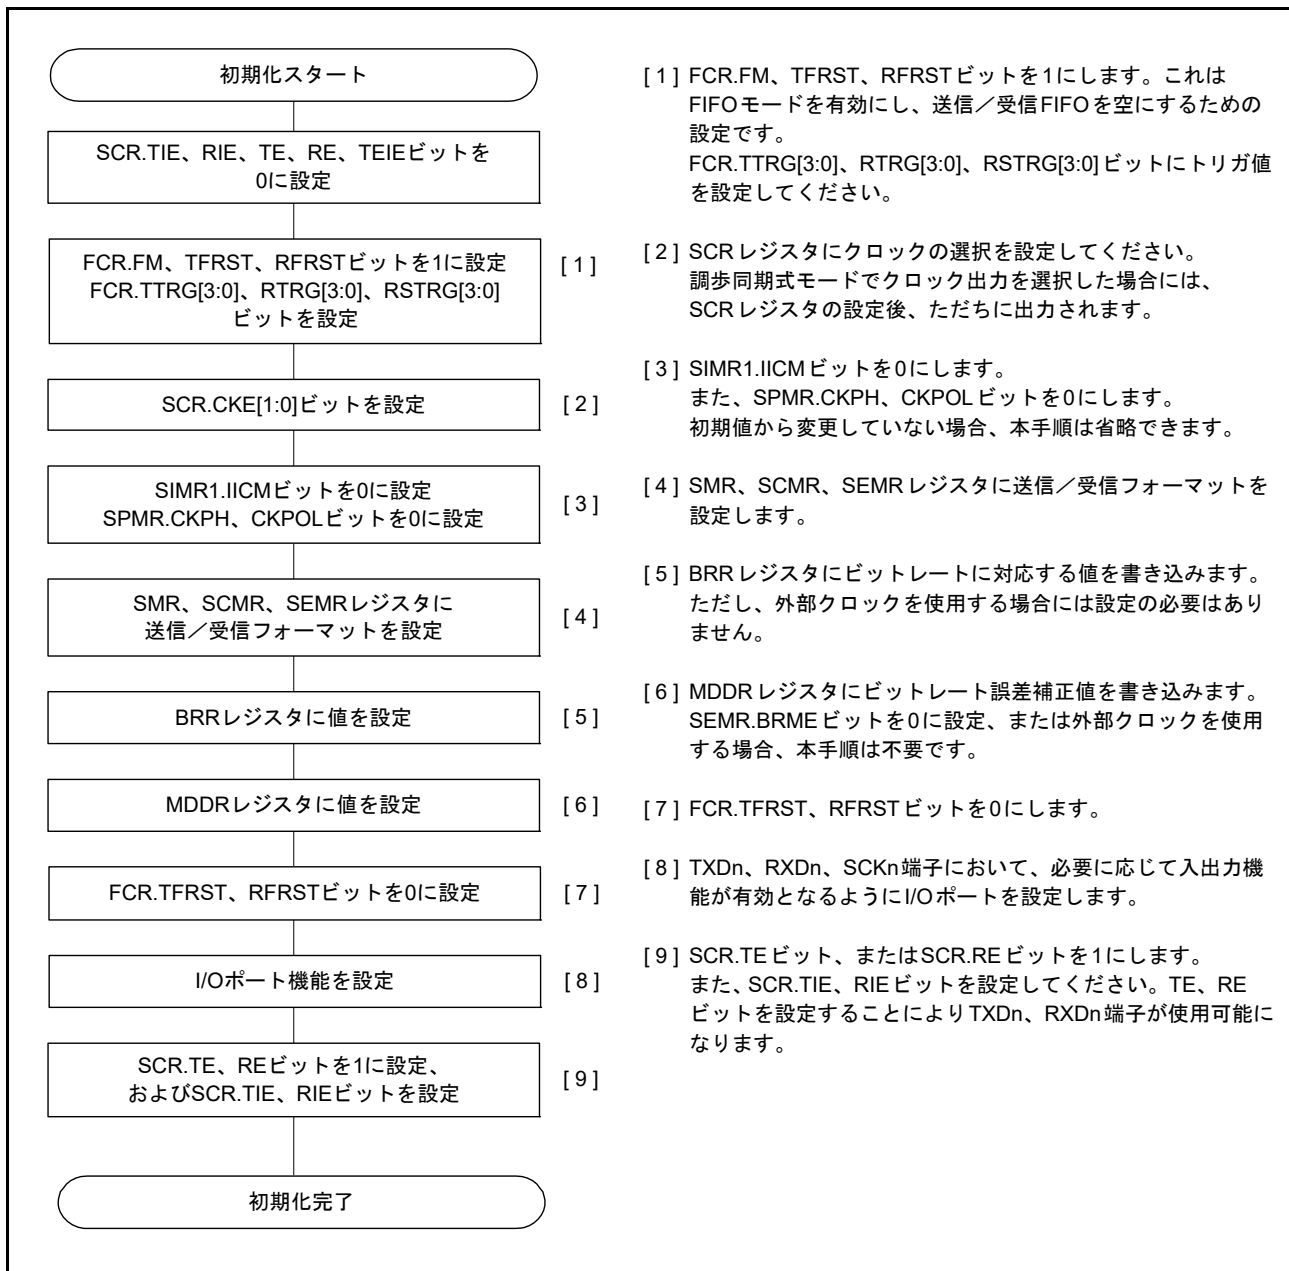 初期化スタート
SCR.TIE、RIE、TE、RE、TEIEビットを
0に設定
FCR.FM、TFRST、RFRSTビットを1に設定
FCR.TTRG[3:0]、RTRG[3:0]、RSTRG[3:0]
ビットを設定
[ 1 ]
SCR.CKE[1:0]ビットを設定
[ 2 ]
SIMR1.IICMビットを0に設定
SPMR.CKPH、CKPOLビットを0に設定
[ 3 ]
SMR、SCMR、SEMRレジスタに
送信／受信フォーマットを設定
[ 4 ]
BRRレジスタに値を設定
[ 5 ]
MDDRレジスタに値を設定
[ 6 ]
FCR.TFRST、RFRSTビットを0に設定
[ 7 ]
I/Oポート機能を設定
[ 8 ]
SCR.TE、REビットを1に設定、
およびSCR.TIE、RIEビットを設定
[ 9 ]
初期化完了
[ 1 ] FCR.FM、TFRST、RFRSTビットを1にします。これは
FIFOモードを有効にし、送信／受信FIFOを空にするための
設定です。
FCR.TTRG[3:0]、RTRG[3:0]、RSTRG[3:0]ビットにトリガ値
を設定してください。
[ 2 ] SCRレジスタにクロックの選択を設定してください。
調歩同期式モードでクロック出力を選択した場合には、
SCRレジスタの設定後、ただちに出力されます。
[ 3 ] SIMR1.IICMビットを0にします。
また、SPMR.CKPH、CKPOLビットを0にします。
初期値から変更していない場合、本手順は省略できます。
[ 4 ] SMR、SCMR、SEMRレジスタに送信／受信フォーマットを
設定します。
[ 5 ] BRRレジスタにビットレートに対応する値を書き込みます。
ただし、外部クロックを使用する場合には設定の必要はあり
ません。
[ 6 ] MDDRレジスタにビットレート誤差補正値を書き込みます。
SEMR.BRMEビットを0に設定、または外部クロックを使用
する場合、本手順は不要です。
[ 7 ] FCR.TFRST、RFRSTビットを0にします。
[ 8 ] TXDn、RXDn、SCKn端子において、必要に応じて入出力機
能が有効となるようにI/Oポートを設定します。
[ 9 ] SCR.TEビット、またはSCR.REビットを1にします。
また、SCR.TIE、RIEビットを設定してください。TE、RE
ビットを設定することによりTXDn、RXDn端子が使用可能に
なります。